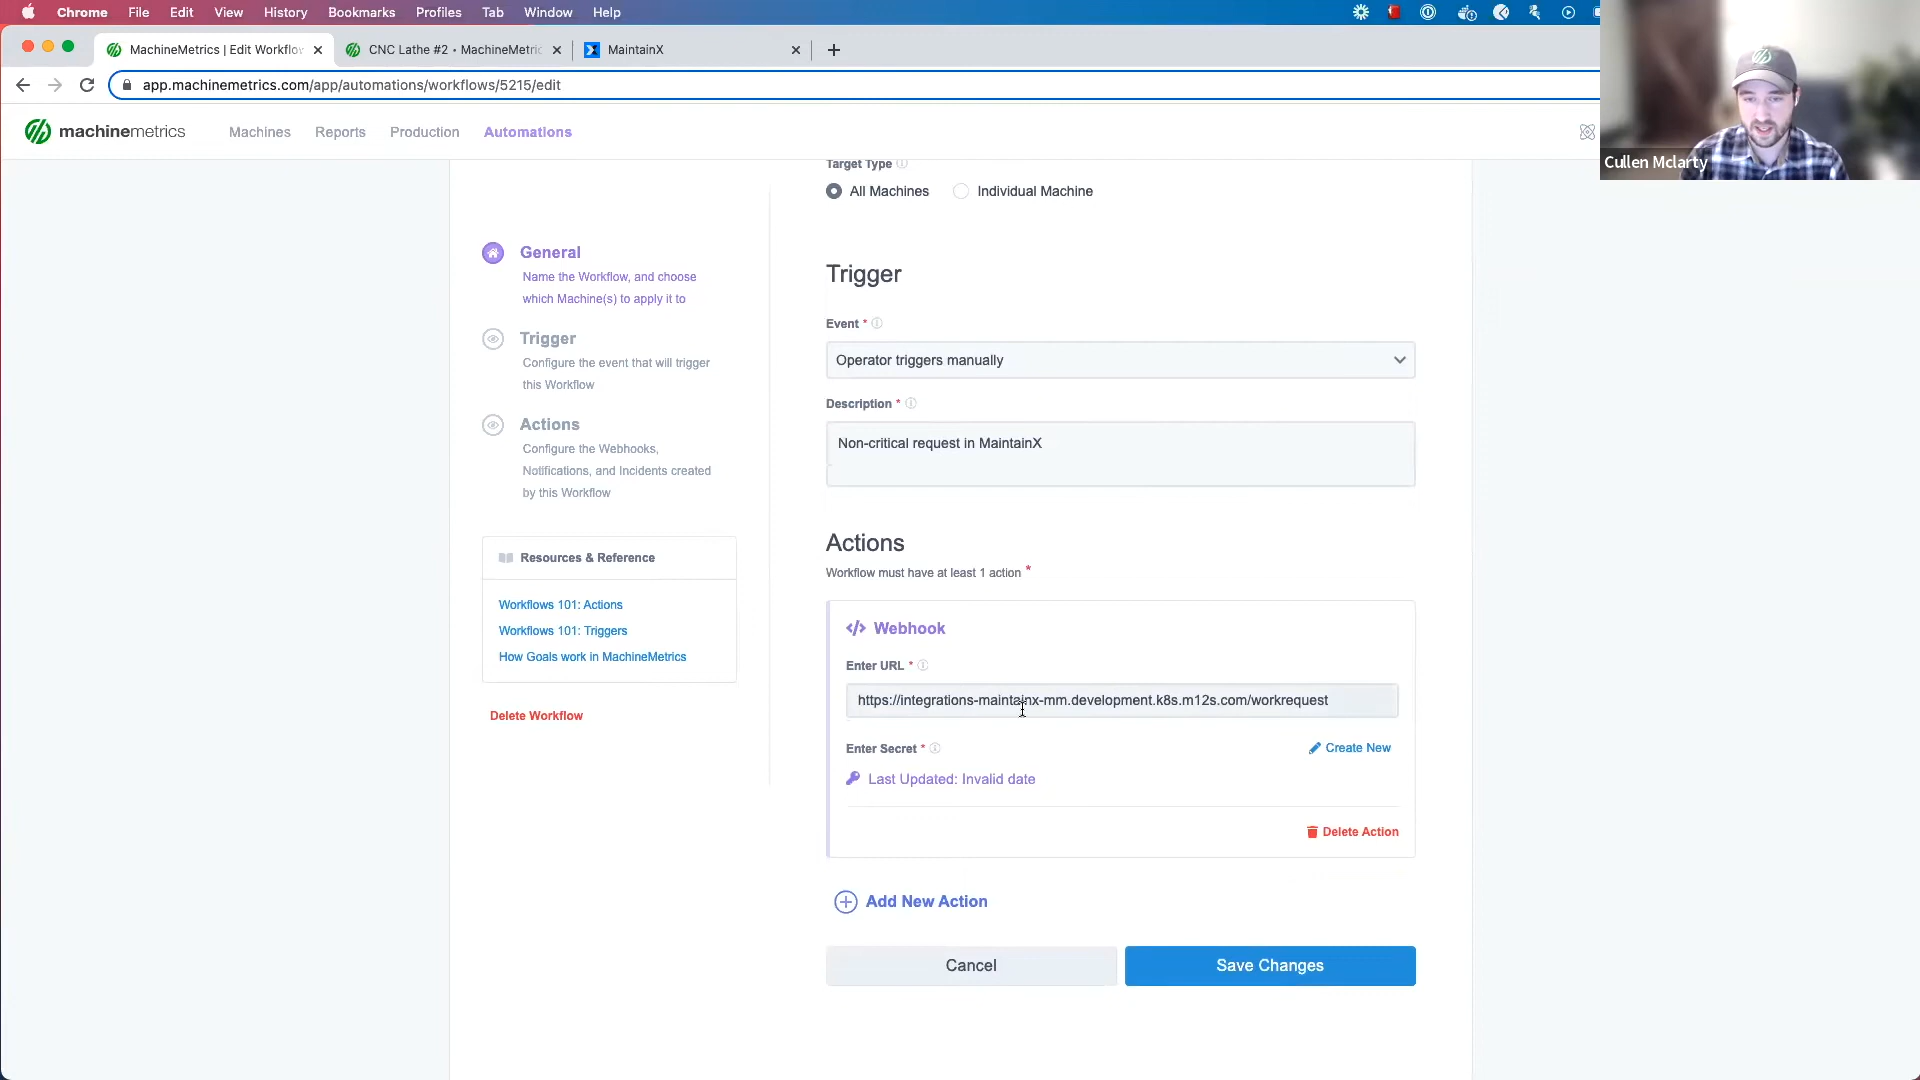 Chrome File Edit View History Bookmarks Profiles Tab Window Help
MachineMetrics | Edit Workflow
CNC Lathe #2 • MachineMetric
MaintainX
app.machinemetrics.com/app/automations/workflows/5215/edit
machinemetrics
Machines Reports Production Automations
Cullen Mclarty
Target Type
All Machines Individual Machine
General
Name the Workflow, and choose
which Machine(s) to apply it to
Trigger
Configure the event that will trigger
this Workflow
Actions
Configure the Webhooks,
Notifications, and Incidents created
by this Workflow
Resources & Reference
Workflows 101: Actions
Workflows 101: Triggers
How Goals work in MachineMetrics
Delete Workflow
Trigger
Event *
Operator triggers manually
Description *
Non-critical request in MaintainX
Actions
Workflow must have at least 1 action *
</> Webhook
Enter URL *
https://integrations-maintainx-mm.development.k8s.m12s.com/workrequest
Enter Secret *
Create New
Last Updated: Invalid date
Delete Action
Add New Action
Cancel
Save Changes